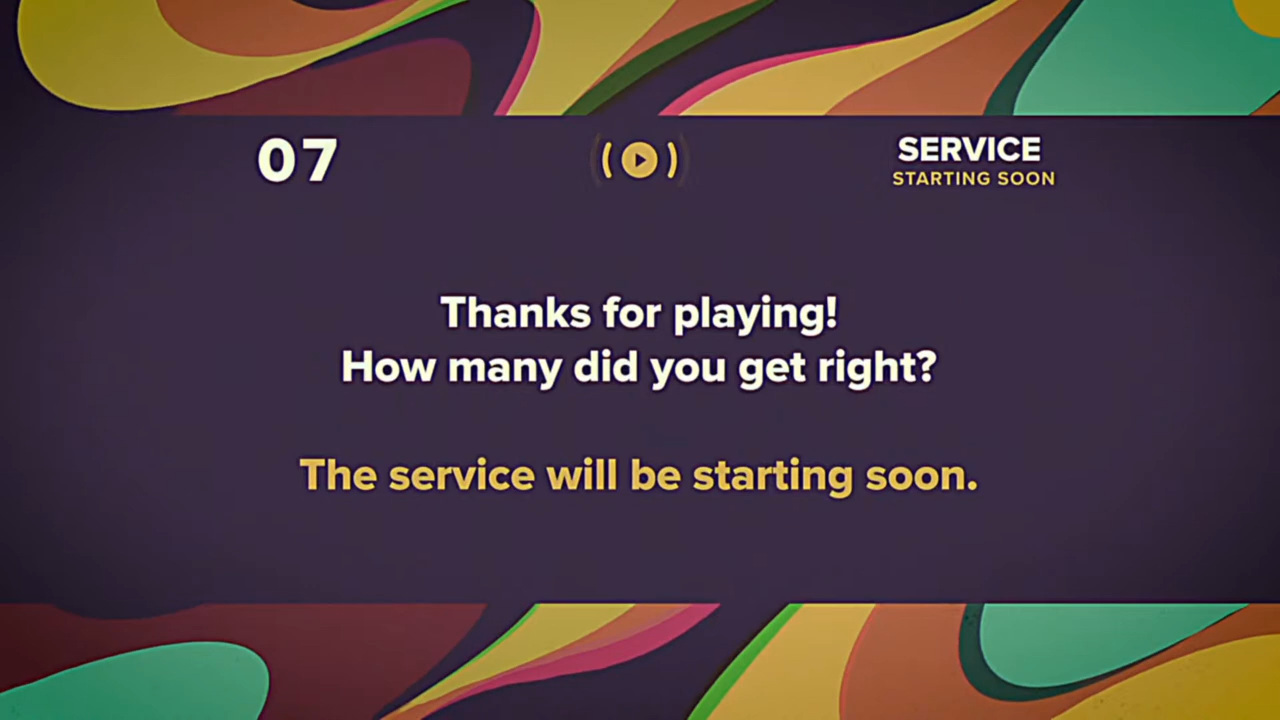 07
SERVICE
STARTING SOON
Thanks for playing!
How many did you get right?
The service will be starting soon.